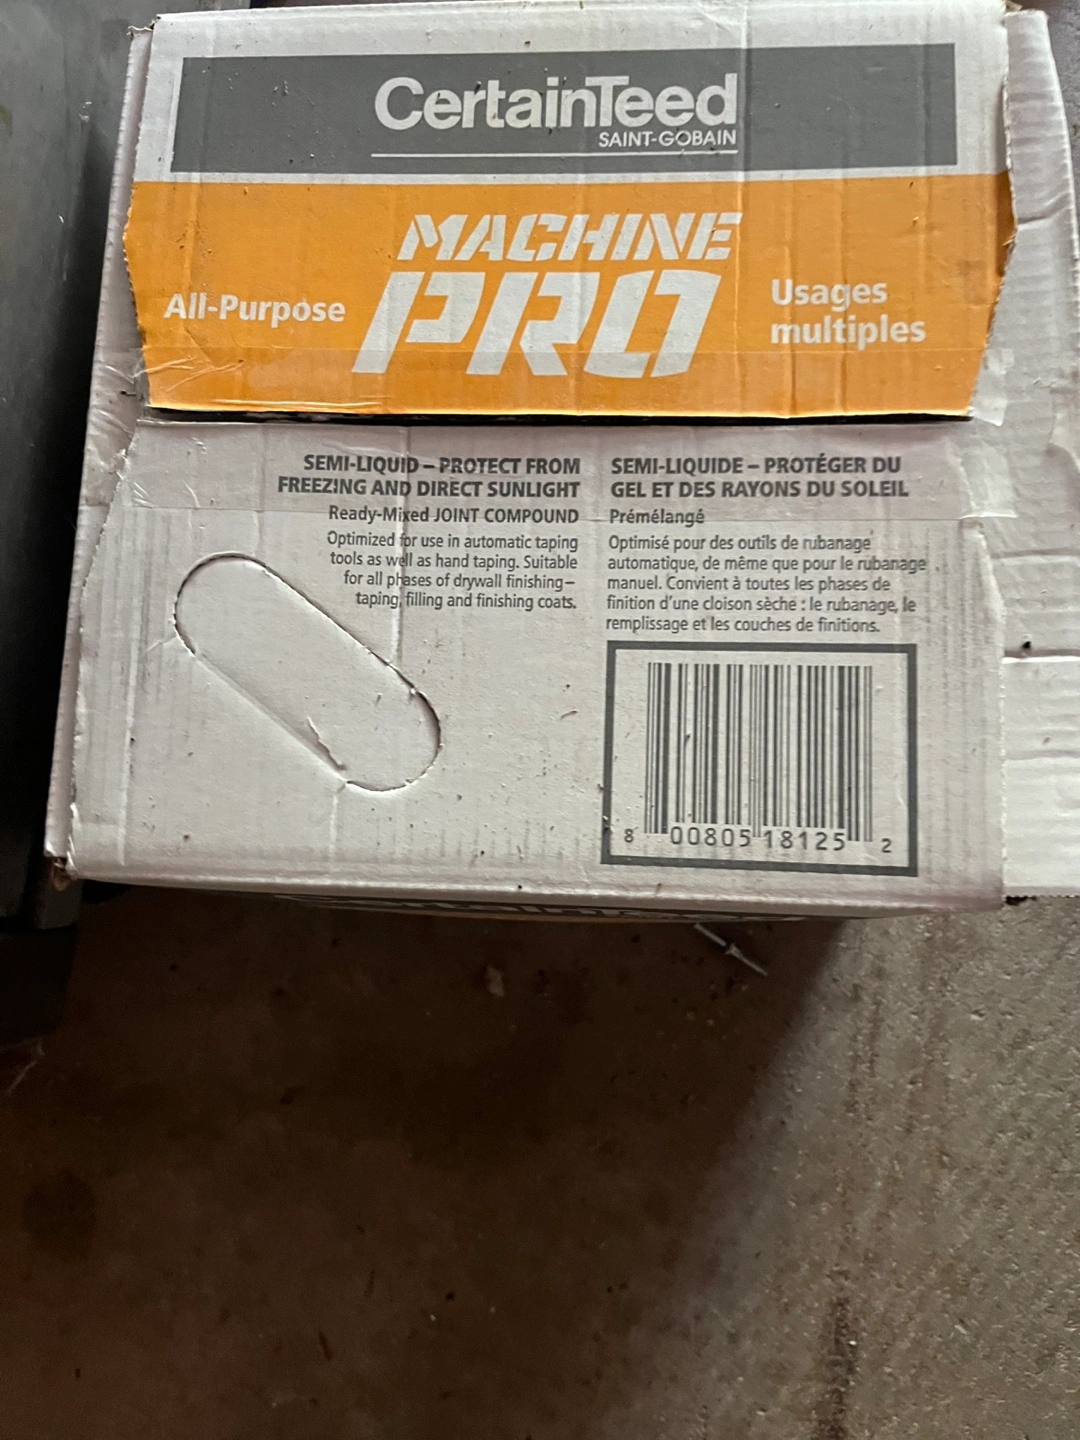 CertainTeed
SAINT-GOBAIN
MACHINE
PRO
All-Purpose
Usages
multiples
SEMI-LIQUID – PROTECT FROM
FREEZING AND DIRECT SUNLIGHT
Ready-Mixed JOINT COMPOUND
Optimized for use in automatic taping
tools as well as hand taping. Suitable
for all phases of drywall finishing–
taping, filling and finishing coats.
SEMI-LIQUIDE – PROTÉGER DU
GEL ET DES RAYONS DU SOLEIL
Prémélangé
Optimisé pour des outils de rubanage
automatique, de même que pour le rubanage
manuel. Convient à toutes les phases de
finition d'une cloison sèche : le rubanage, le
remplissage et les couches de finitions.
8 00805 18125 2